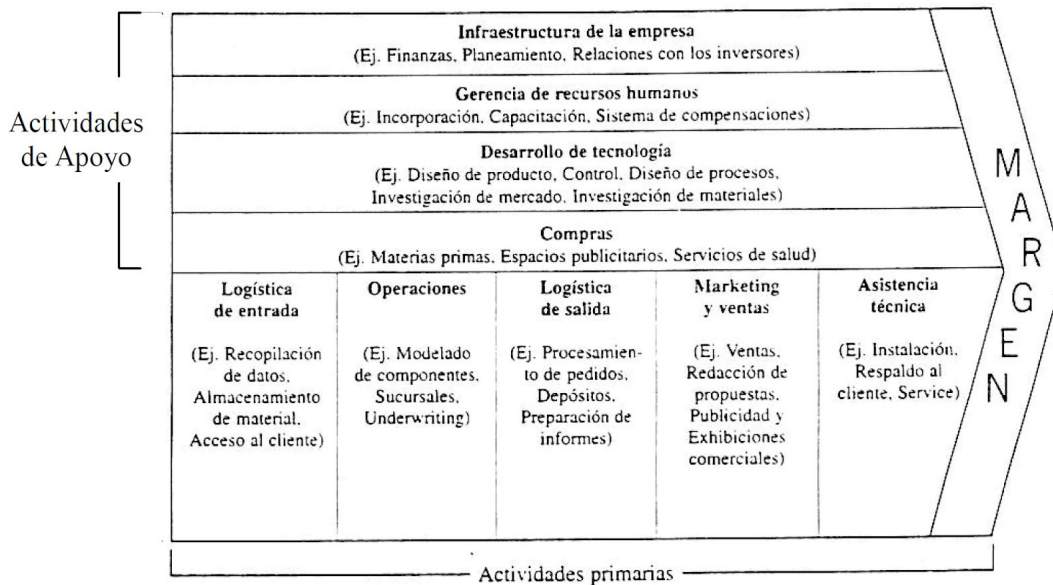 Actividades
de Apoyo
Infraestructura de la empresa
(Ej. Finanzas, Planeamiento, Relaciones con los inversores)
Gerencia de recursos humanos
(Ej. Incorporación, Capacitación, Sistema de compensaciones)
Desarrollo de tecnología
(Ej. Diseño de producto, Control, Diseño de procesos,
Investigación de mercado, Investigación de materiales)
Compras
(Ej. Materias primas, Espacios publicitarios, Servicios de salud)
Logística
de entrada
(Ej. Recopilación
de datos,
Almacenamiento
de material,
Acceso al cliente)
Operaciones
(Ej. Modelado
de componentes,
Sucursales,
Underwriting)
Logística
de salida
(Ej. Procesamien-
to de pedidos,
Depósitos,
Preparación de
informes)
Marketing
y ventas
(Ej. Ventas,
Redacción de
propuestas,
Publicidad y
Exhibiciones
comerciales)
Asistencia
técnica
(Ej. Instalación,
Respaldo al
cliente, Service)
MARGEN
Actividades primarias